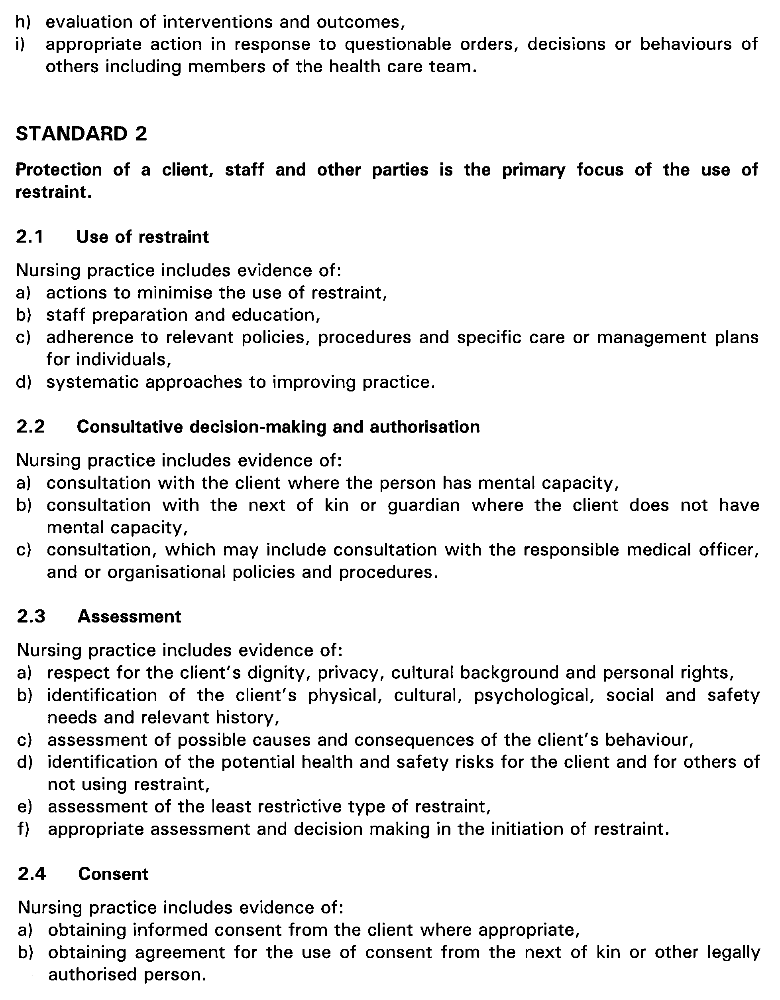 h) evaluation of interventions and outcomes,
i) appropriate action in response to questionable orders, decisions or behaviours of
others including members of the health care team.
STANDARD 2
Protection of a client, staff and other parties is the primary focus of the use of
restraint.
2.1 Use of restraint
Nursing practice includes evidence of:
a) actions to minimise the use of restraint,
b) staff preparation and education,
c) adherence to relevant policies, procedures and specific care or management plans
for individuals,
d) systematic approaches to improving practice.
2.2 Consultative decision-making and authorisation
Nursing practice includes evidence of:
a) consultation with the client where the person has mental capacity,
b) consultation with the next of kin or guardian where the client does not have
mental capacity,
c) consultation, which may include consultation with the responsible medical officer,
and or organisational policies and procedures.
2.3 Assessment
Nursing practice includes evidence of:
a) respect for the client's dignity, privacy, cultural background and personal rights,
b) identification of the client's physical, cultural, psychological, social and safety
needs and relevant history,
c) assessment of possible causes and consequences of the client's behaviour,
d) identification of the potential health and safety risks for the client and for others of
not using restraint,
e) assessment of the least restrictive type of restraint,
f) appropriate assessment and decision making in the initiation of restraint.
2.4 Consent
Nursing practice includes evidence of:
a) obtaining informed consent from the client where appropriate,
b) obtaining agreement for the use of consent from the next of kin or other legally
authorised person.